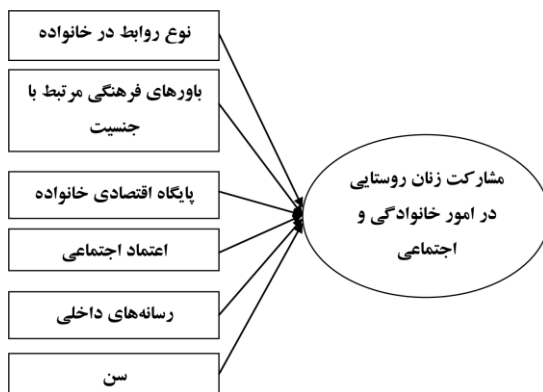 نوع روابط در خانواده
باورهای فرهنگی مرتبط با
جنسیت
پایگاه اقتصادی خانواده
اعتماد اجتماعی
رسانه‌های داخلی
سن
مشارکت زنان روستایی
در امور خانوادگی و
اجتماعی